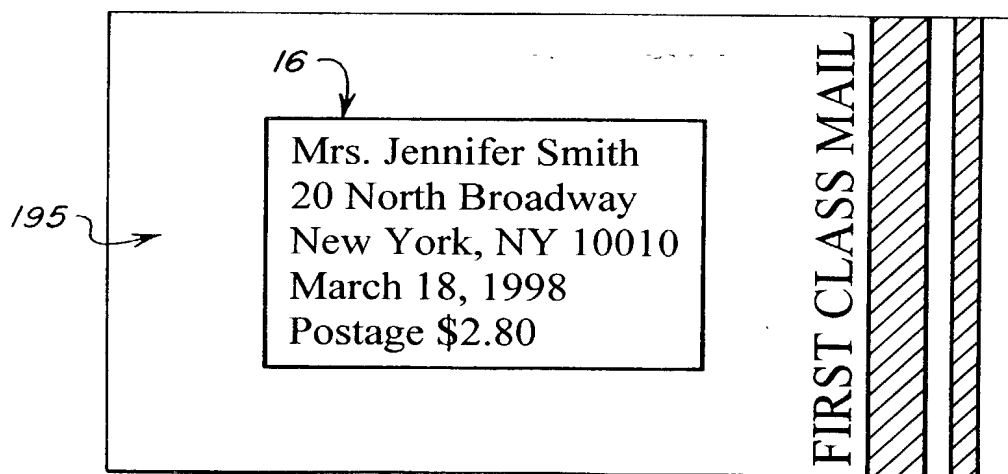 16
195
Mrs. Jennifer Smith
20 North Broadway
New York, NY 10010
March 18, 1998
Postage $2.80
FIRST CLASS MAIL